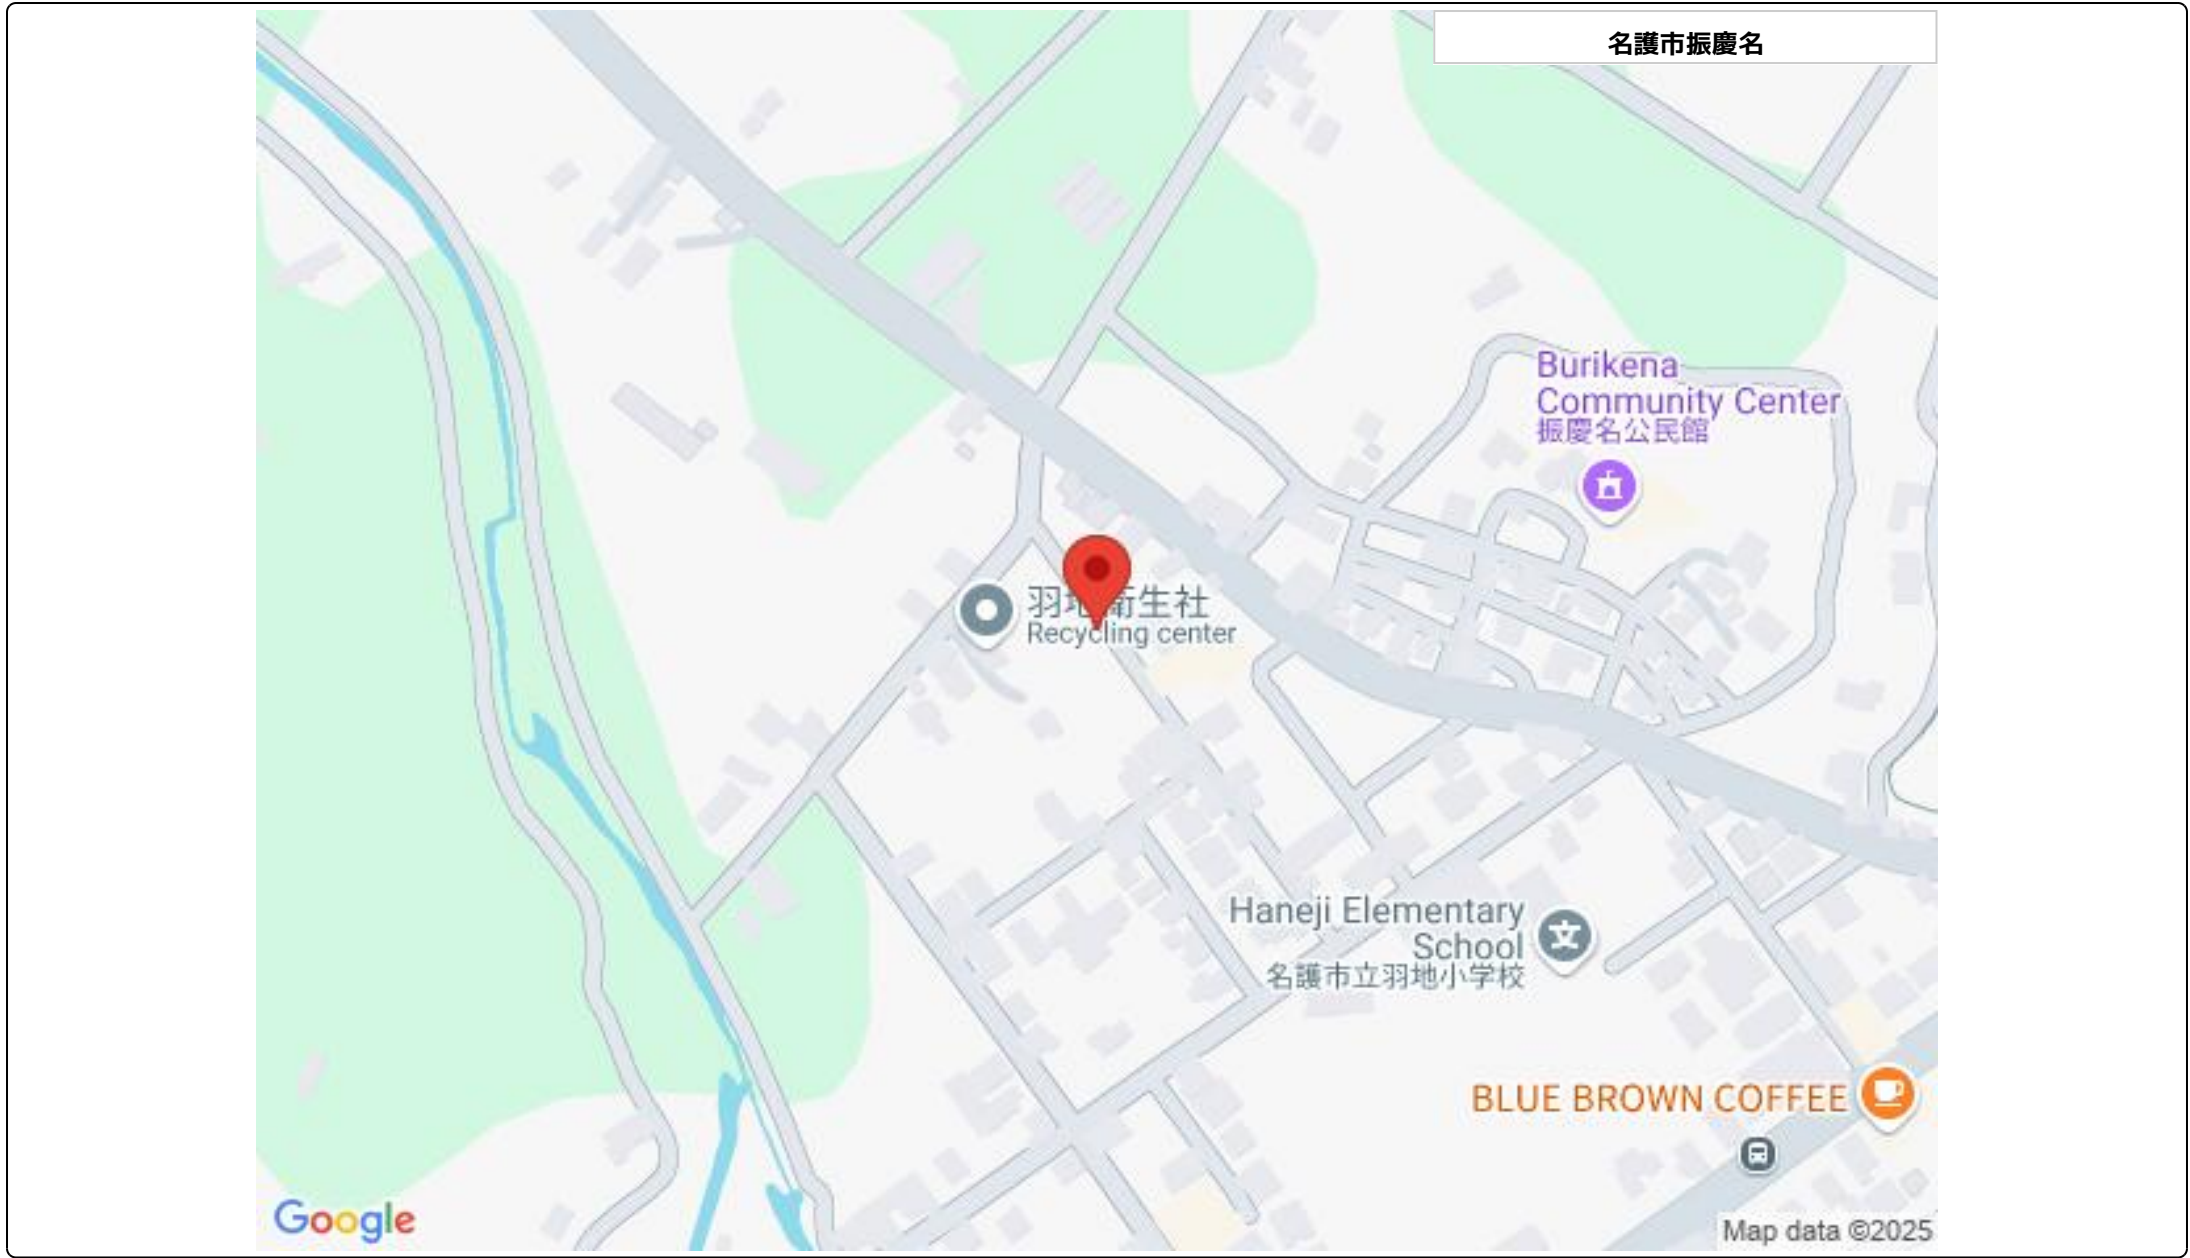 名護市振慶名
Burikena
Community Center
振慶名公民館
羽地衛生社
Recycling center
Haneji Elementary
School
名護市立羽地小学校
BLUE BROWN COFFEE
Google
Map data ©2025